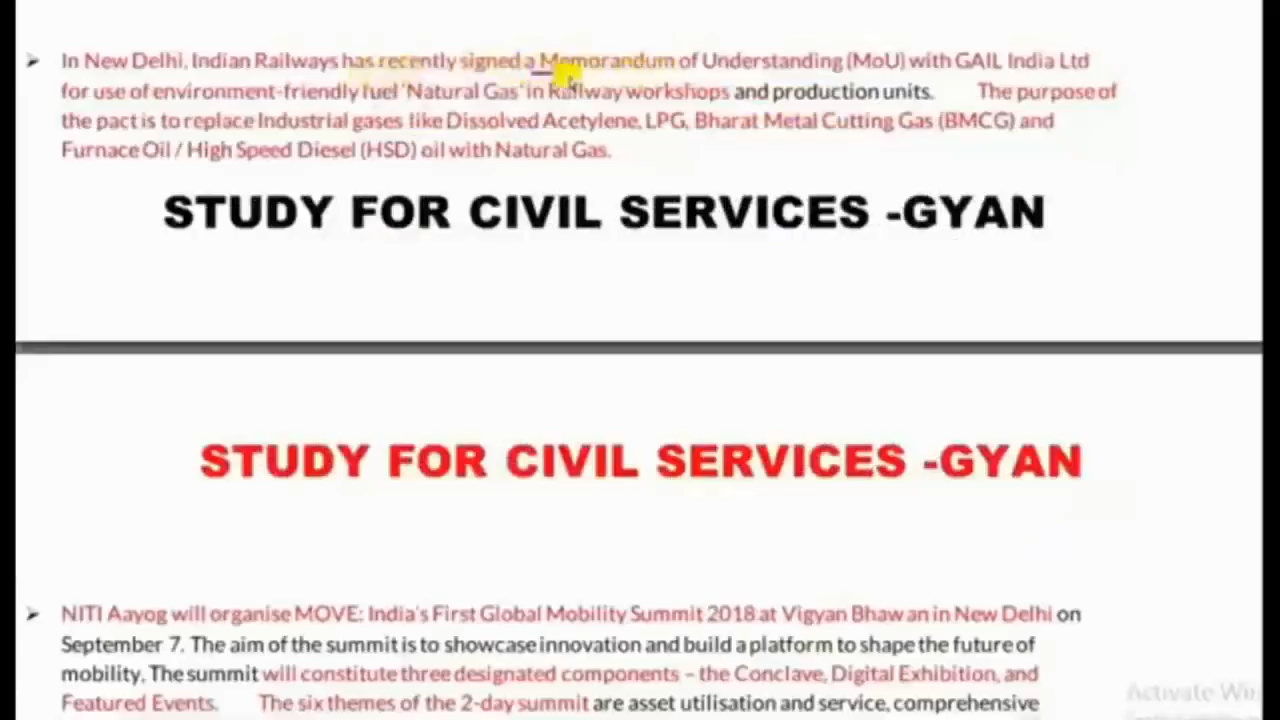 In New Delhi, Indian Railways has recently signed a Memorandum of Understanding (MoU) with GAIL India Ltd
for use of environment-friendly fuel 'Natural Gas' in Railway workshops and production units. The purpose of
the pact is to replace Industrial gases like Dissolved Acetylene, LPG, Bharat Metal Cutting Gas (BMCG) and
Furnace Oil / High Speed Diesel (HSD) oil with Natural Gas.
STUDY FOR CIVIL SERVICES -GYAN
STUDY FOR CIVIL SERVICES -GYAN
NITI Aayog will organise MOVE: India's First Global Mobility Summit 2018 at Vigyan Bhawan in New Delhi on
September 7. The aim of the summit is to showcase innovation and build a platform to shape the future of
mobility. The summit will constitute three designated components – the Conclave, Digital Exhibition, and
Featured Events. The six themes of the 2-day summit are asset utilisation and service, comprehensive
Activate Win